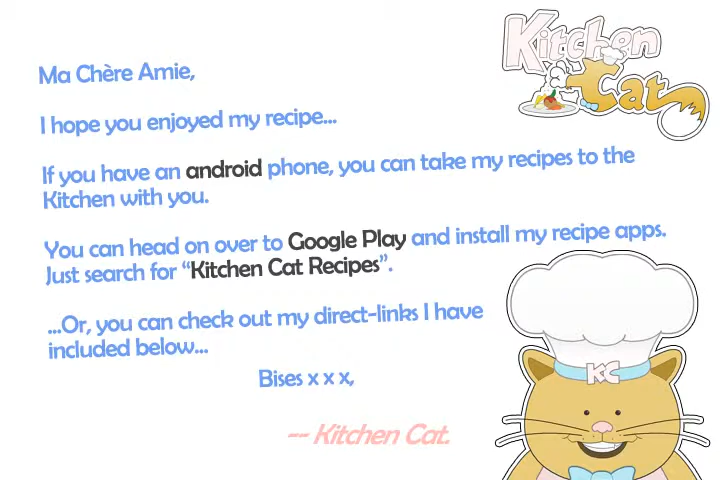 Kitchen
Cat
Ma Chère Amie,
I hope you enjoyed my recipe...
If you have an android phone, you can take my recipes to the
Kitchen with you.
You can head on over to Google Play and install my recipe apps.
Just search for “Kitchen Cat Recipes”.
...Or, you can check out my direct-links I have
included below...
Bises x x x,
-- Kitchen Cat.
KC